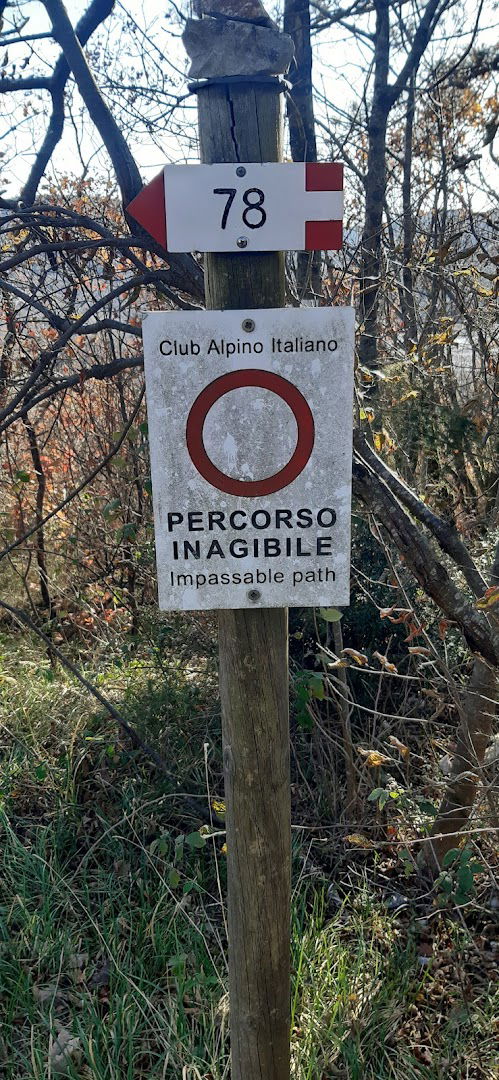 78
Club Alpino Italiano
PERCORSO
INAGIBILE
Impassable path